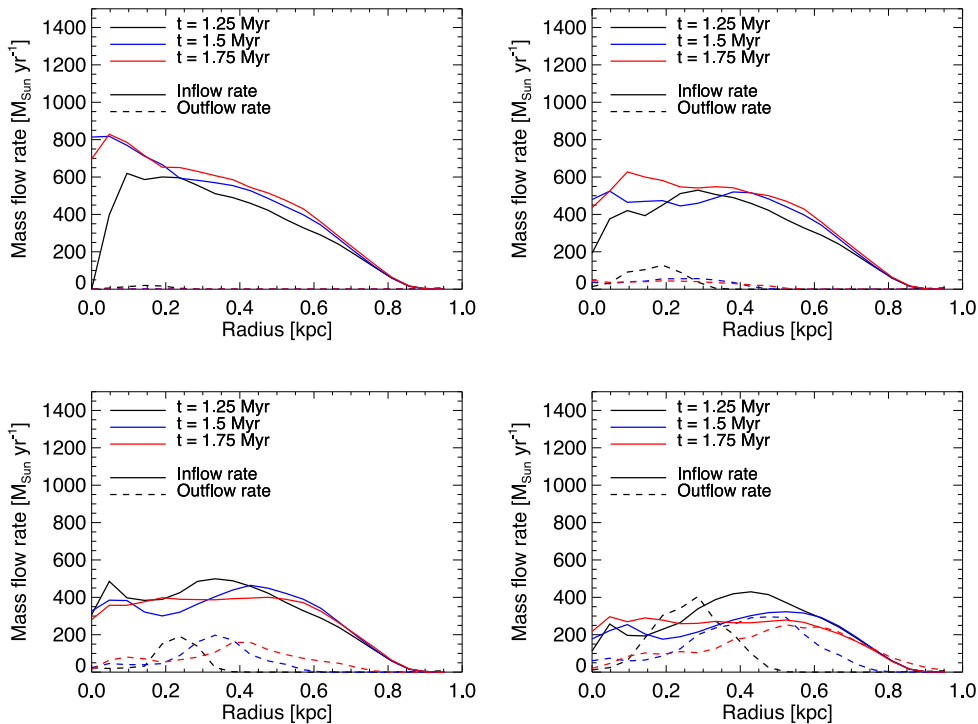 1400
1200
1000
800
600
400
200
0
Mass flow rate [M_Sun yr⁻¹]
t = 1.25 Myr
t = 1.5 Myr
t = 1.75 Myr
Inflow rate
Outflow rate
0.0 0.2 0.4 0.6 0.8 1.0
Radius [kpc]
1400
1200
1000
800
600
400
200
0
Mass flow rate [M_Sun yr⁻¹]
t = 1.25 Myr
t = 1.5 Myr
t = 1.75 Myr
Inflow rate
Outflow rate
0.0 0.2 0.4 0.6 0.8 1.0
Radius [kpc]
1400
1200
1000
800
600
400
200
0
Mass flow rate [M_Sun yr⁻¹]
t = 1.25 Myr
t = 1.5 Myr
t = 1.75 Myr
Inflow rate
Outflow rate
0.0 0.2 0.4 0.6 0.8 1.0
Radius [kpc]
1400
1200
1000
800
600
400
200
0
Mass flow rate [M_Sun yr⁻¹]
t = 1.25 Myr
t = 1.5 Myr
t = 1.75 Myr
Inflow rate
Outflow rate
0.0 0.2 0.4 0.6 0.8 1.0
Radius [kpc]